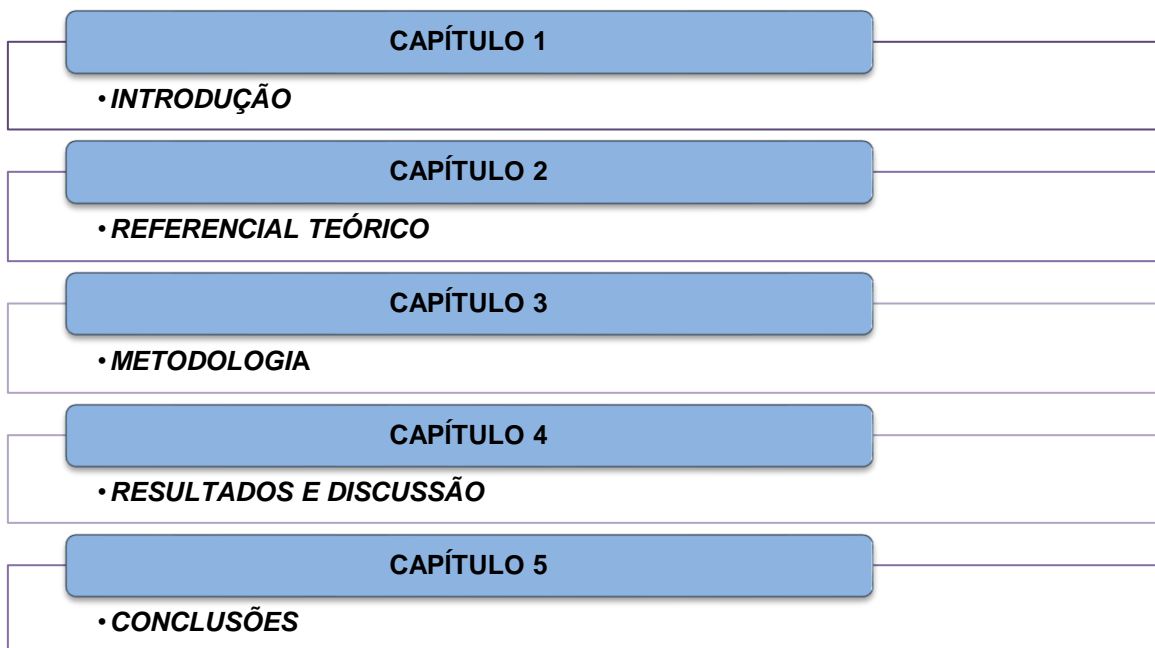 CAPÍTULO 1
• INTRODUÇÃO
CAPÍTULO 2
• REFERENCIAL TEÓRICO
CAPÍTULO 3
• METODOLOGIA
CAPÍTULO 4
• RESULTADOS E DISCUSSÃO
CAPÍTULO 5
• CONCLUSÕES